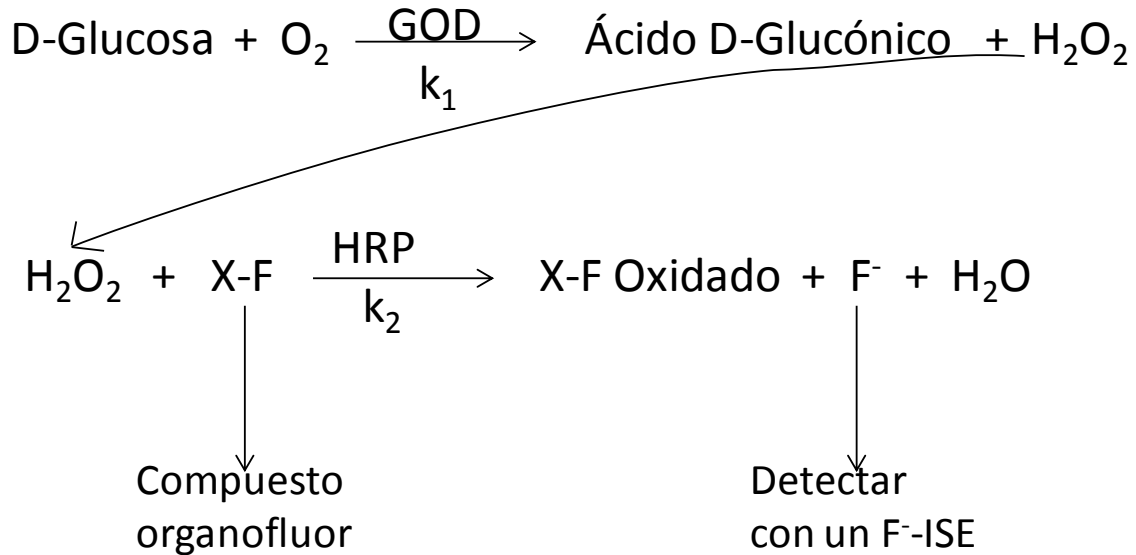 D-Glucosa + O₂ GOD Ácido D-Glucónico + H₂O₂
k₁
H₂O₂ + X-F HRP X-F Oxidado + F⁻ + H₂O
k₂
Compuesto
organofluor
Detectar
con un F⁻-ISE